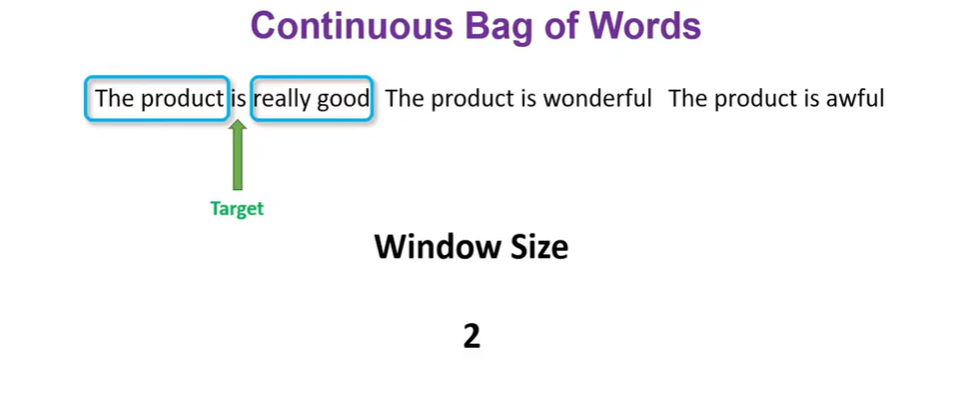 Continuous Bag of Words
The product is really good The product is wonderful The product is awful
Target
Window Size
2